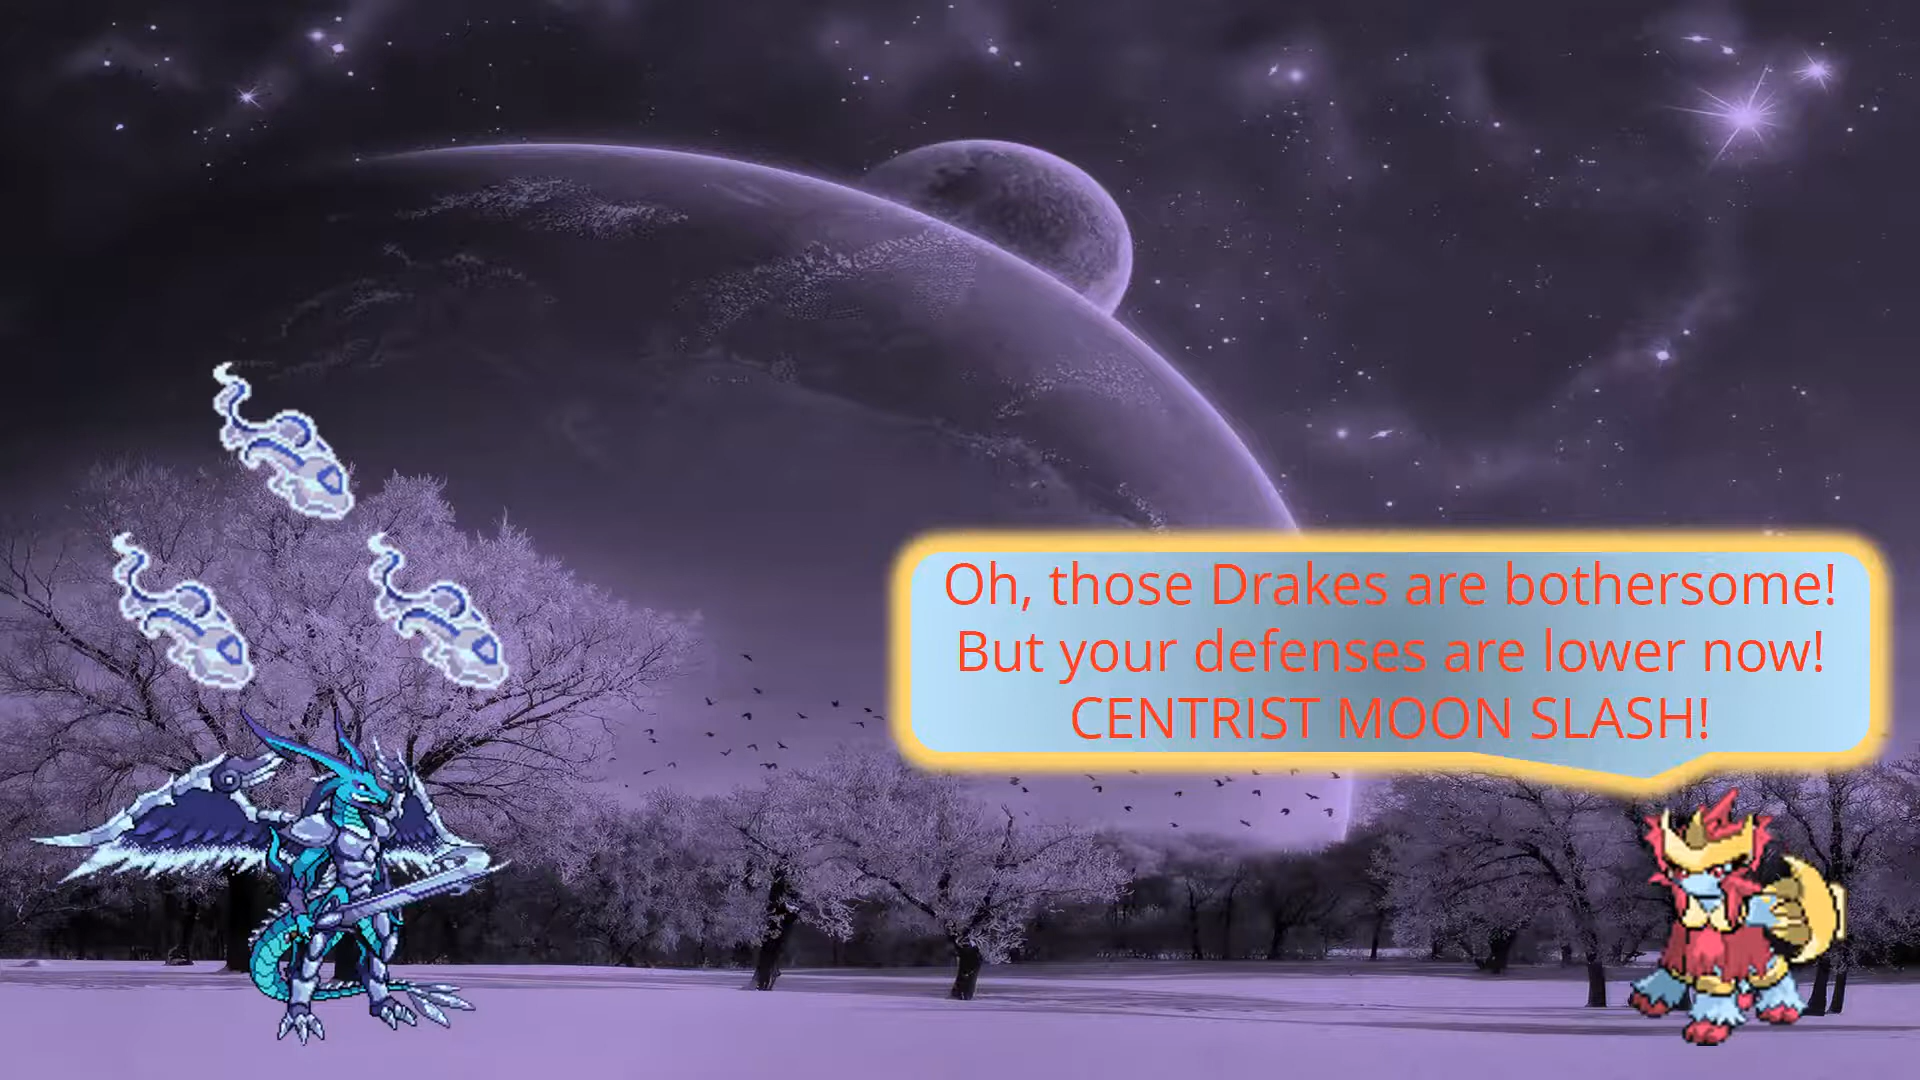 Oh, those Drakes are bothersome!
But your defenses are lower now!
CENTRIST MOON SLASH!